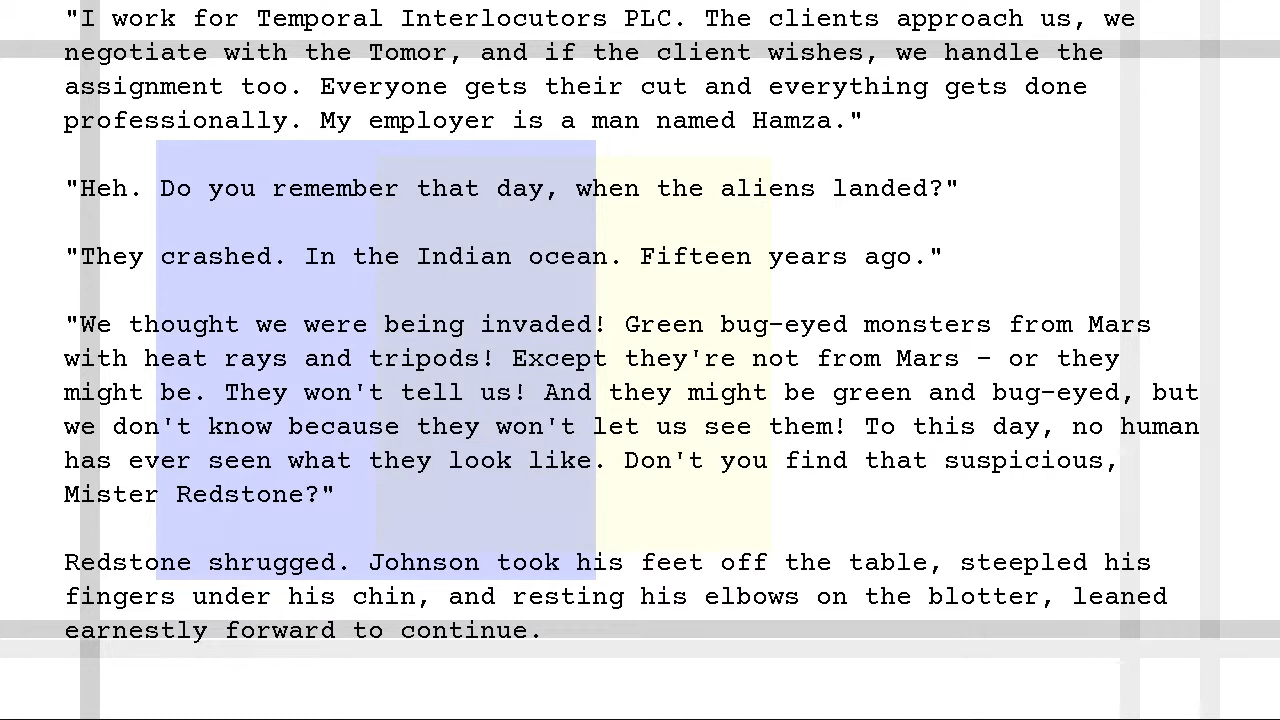 "I work for Temporal Interlocutors PLC. The clients approach us, we
negotiate with the Tomor, and if the client wishes, we handle the
assignment too. Everyone gets their cut and everything gets done
professionally. My employer is a man named Hamza."
"Heh. Do you remember that day, when the aliens landed?"
"They crashed. In the Indian ocean. Fifteen years ago."
"We thought we were being invaded! Green bug-eyed monsters from Mars
with heat rays and tripods! Except they're not from Mars – or they
might be. They won't tell us! And they might be green and bug-eyed, but
we don't know because they won't let us see them! To this day, no human
has ever seen what they look like. Don't you find that suspicious,
Mister Redstone?"
Redstone shrugged. Johnson took his feet off the table, steepled his
fingers under his chin, and resting his elbows on the blotter, leaned
earnestly forward to continue.